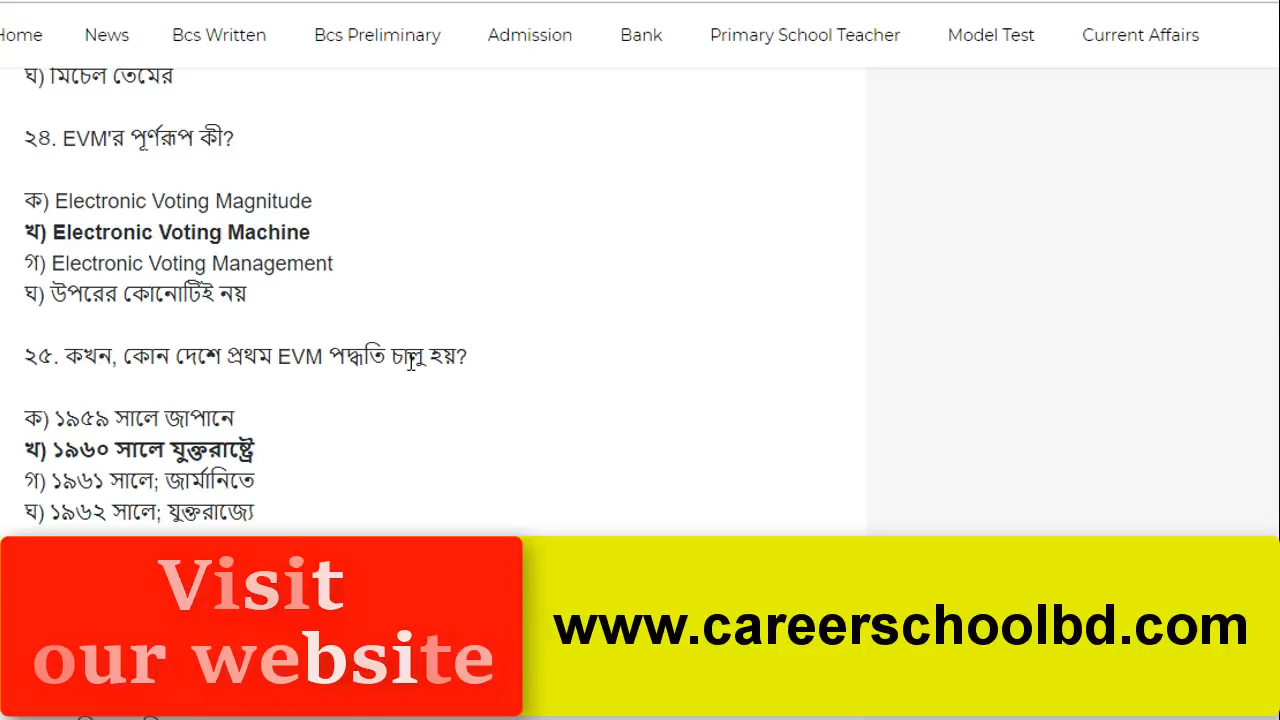 Home News Bcs Written Bcs Preliminary Admission Bank Primary School Teacher Model Test Current Affairs
ঘ) মিচেল তেমের
২৪. EVM'র পূর্ণরূপ কী?
ক) Electronic Voting Magnitude
খ) Electronic Voting Machine
গ) Electronic Voting Management
ঘ) উপরের কোনোটিই নয়
২৫. কখন, কোন দেশে প্রথম EVM পদ্ধতি চালু হয়?
ক) ১৯৫৯ সালে জাপানে
খ) ১৯৬০ সালে যুক্তরাষ্ট্রে
গ) ১৯৬১ সালে; জার্মানিতে
ঘ) ১৯৬২ সালে; যুক্তরাজ্যে
Visit
our website
www.careerschoolbd.com